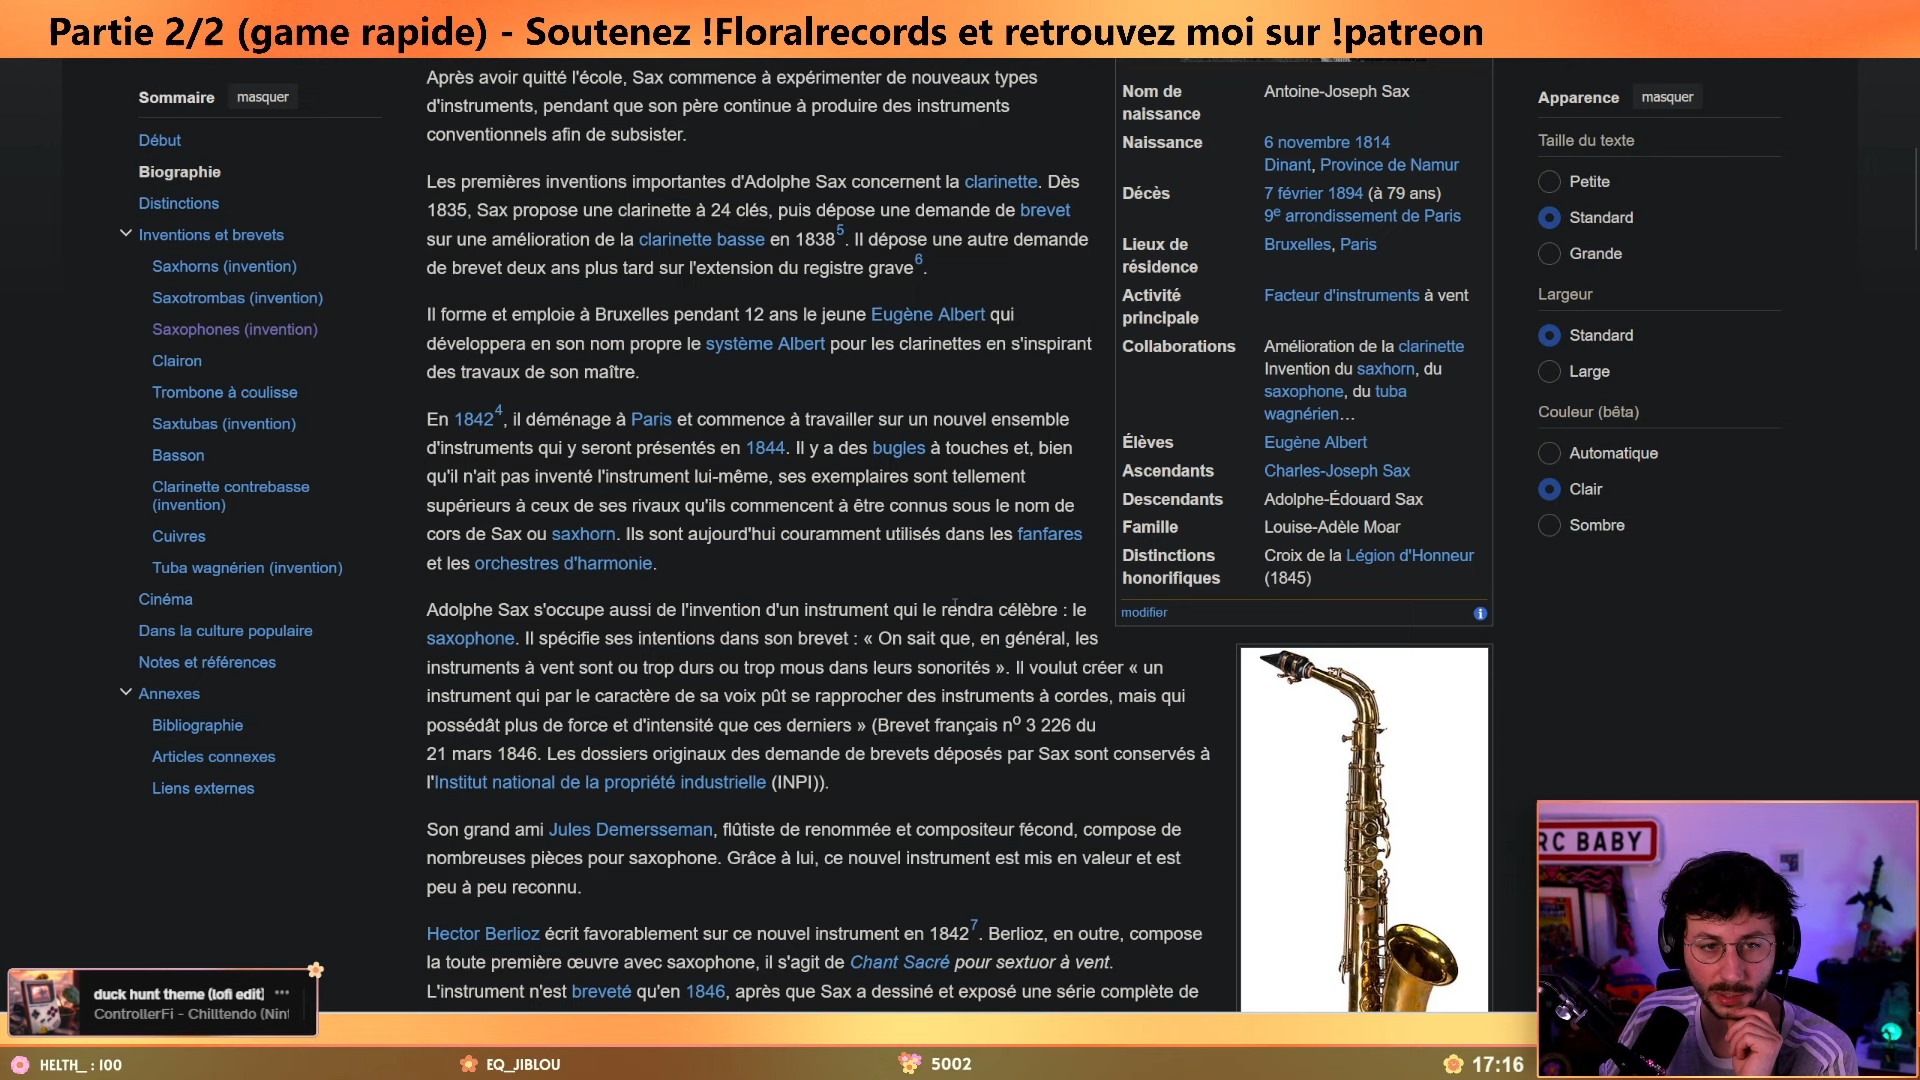 Partie 2/2 (game rapide) - Soutenez !Floralrecords et retrouvez moi sur !patreon
Sommaire masquer
Début
Biographie
Distinctions
Inventions et brevets
Saxhorns (invention)
Saxotrombas (invention)
Saxophones (invention)
Clairon
Trombone à coulisse
Saxtubas (invention)
Basson
Clarinette contrebasse
(invention)
Cuivres
Tuba wagnérien (invention)
Cinéma
Dans la culture populaire
Notes et références
Annexes
Bibliographie
Articles connexes
Liens externes
Après avoir quitté l'école, Sax commence à expérimenter de nouveaux types
d'instruments, pendant que son père continue à produire des instruments
conventionnels afin de subsister.
Les premières inventions importantes d'Adolphe Sax concernent la clarinette. Dès
1835, Sax propose une clarinette à 24 clés, puis dépose une demande de brevet
sur une amélioration de la clarinette basse en 1838⁵. Il dépose une autre demande
de brevet deux ans plus tard sur l'extension du registre grave⁶.
Il forme et emploie à Bruxelles pendant 12 ans le jeune Eugène Albert qui
développera en son nom propre le système Albert pour les clarinettes en s'inspirant
des travaux de son maître.
En 1842⁴, il déménage à Paris et commence à travailler sur un nouvel ensemble
d'instruments qui y seront présentés en 1844. Il y a des bugles à touches et, bien
qu'il n'ait pas inventé l'instrument lui-même, ses exemplaires sont tellement
supérieurs à ceux de ses rivaux qu'ils commencent à être connus sous le nom de
cors de Sax ou saxhorn. Ils sont aujourd'hui couramment utilisés dans les fanfares
et les orchestres d'harmonie.
Adolphe Sax s'occupe aussi de l'invention d'un instrument qui le rendra célèbre : le
saxophone. Il spécifie ses intentions dans son brevet : « On sait que, en général, les
instruments à vent sont ou trop durs ou trop mous dans leurs sonorités ». Il voulut créer « un
instrument qui par le caractère de sa voix pût se rapprocher des instruments à cordes, mais qui
possédât plus de force et d'intensité que ces derniers » (Brevet français nº 3 226 du
21 mars 1846. Les dossiers originaux des demande de brevets déposés par Sax sont conservés à
l'Institut national de la propriété industrielle (INPI)).
Son grand ami Jules Demersseman, flûtiste de renommée et compositeur fécond, compose de
nombreuses pièces pour saxophone. Grâce à lui, ce nouvel instrument est mis en valeur et est
peu à peu reconnu.
Hector Berlioz écrit favorablement sur ce nouvel instrument en 1842⁷. Berlioz, en outre, compose
la toute première œuvre avec saxophone, il s'agit de Chant Sacré pour sextuor à vent.
L'instrument n'est breveté qu'en 1846, après que Sax a dessiné et exposé une série complète de
Nom de naissance Antoine-Joseph Sax
Naissance 6 novembre 1814
Dinant, Province de Namur
Décès 7 février 1894 (à 79 ans)
9ᵉ arrondissement de Paris
Lieux de résidence Bruxelles, Paris
Activité principale Facteur d'instruments à vent
Collaborations Amélioration de la clarinette
Invention du saxhorn, du
saxophone, du tuba
wagnérien…
Élèves Eugène Albert
Ascendants Charles-Joseph Sax
Descendants Adolphe-Édouard Sax
Famille Louise-Adèle Moar
Distinctions honorifiques Croix de la Légion d'Honneur
(1845)
modifier
Apparence masquer
Taille du texte
Petite
Standard
Grande
Largeur
Standard
Large
Couleur (bêta)
Automatique
Clair
Sombre
RC BABY
duck hunt theme (lofi edit) ...
ControllerFi - Chilltendo (Nin
HELTH_ : 100
EQ_JIBLOU
5002
17:16